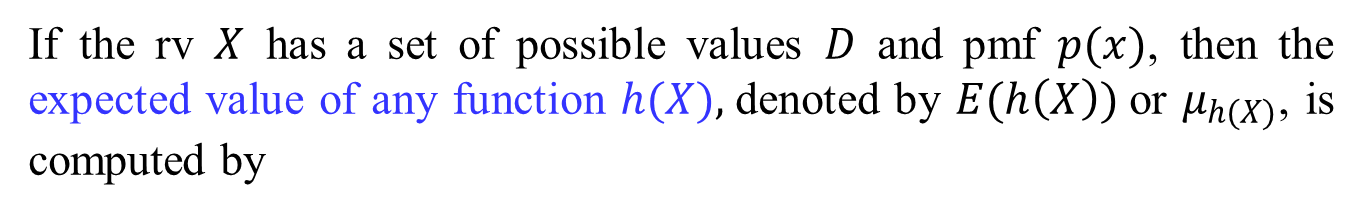 If the rv X has a set of possible values D and pmf p(x), then the
expected value of any function h(X), denoted by E(h(X)) or μ_{h(X)}, is
computed by